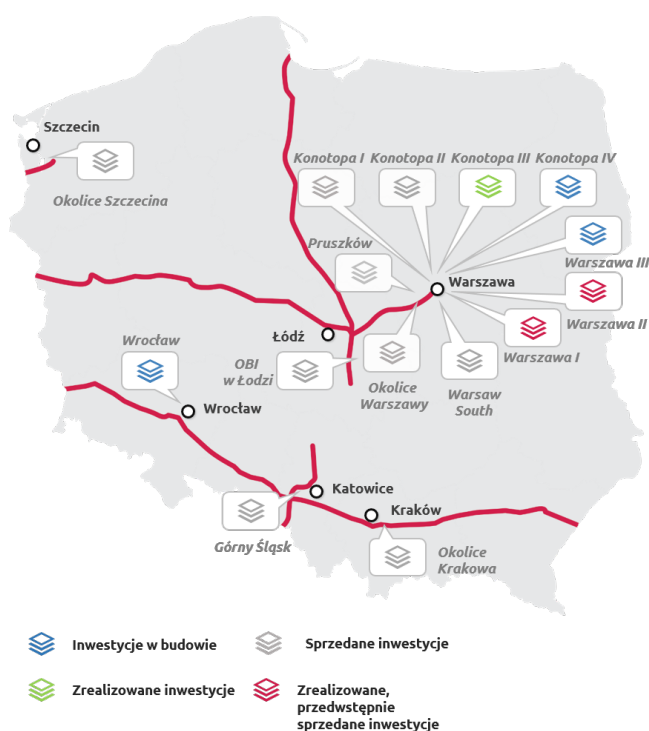 Szczecin
Okolice Szczecina
Konotopa I
Konotopa II
Konotopa III
Konotopa IV
Pruszków
Warszawa III
Warszawa
Warszawa II
Łódź
Wrocław
OBI
w Łodzi
Okolice
Warszawy
Warsaw
South
Warszawa I
Wrocław
Katowice
Kraków
Górny Śląsk
Okolice
Krakowa
Inwestycje w budowie
Sprzedane inwestycje
Zrealizowane inwestycje
Zrealizowane,
przedwstępnie
sprzedane inwestycje